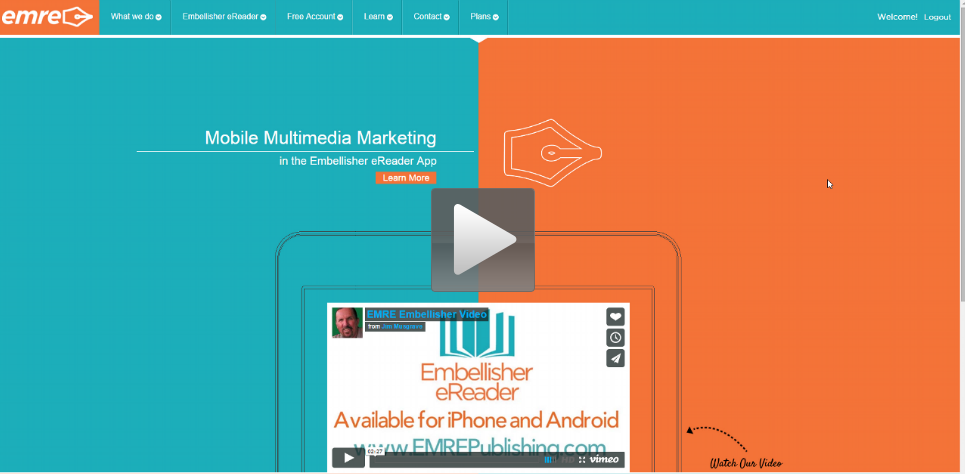 emre
What we do
Embellisher eReader
Free Account
Learn
Contact
Plans
Welcome! Logout
Mobile Multimedia Marketing
in the Embellisher eReader App
Learn More
EMRE Embellisher Video
from Jim Musgrave
Embellisher
eReader
Available for iPhone and Android
www.EMREPublishing.com
02:27
HD
vimeo
Watch Our Video